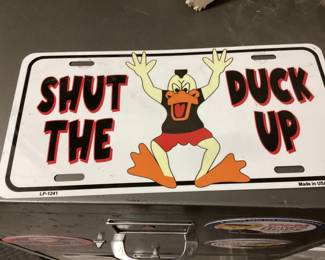 SHUT
THE
DUCK
UP
LP-1241
Made in USA